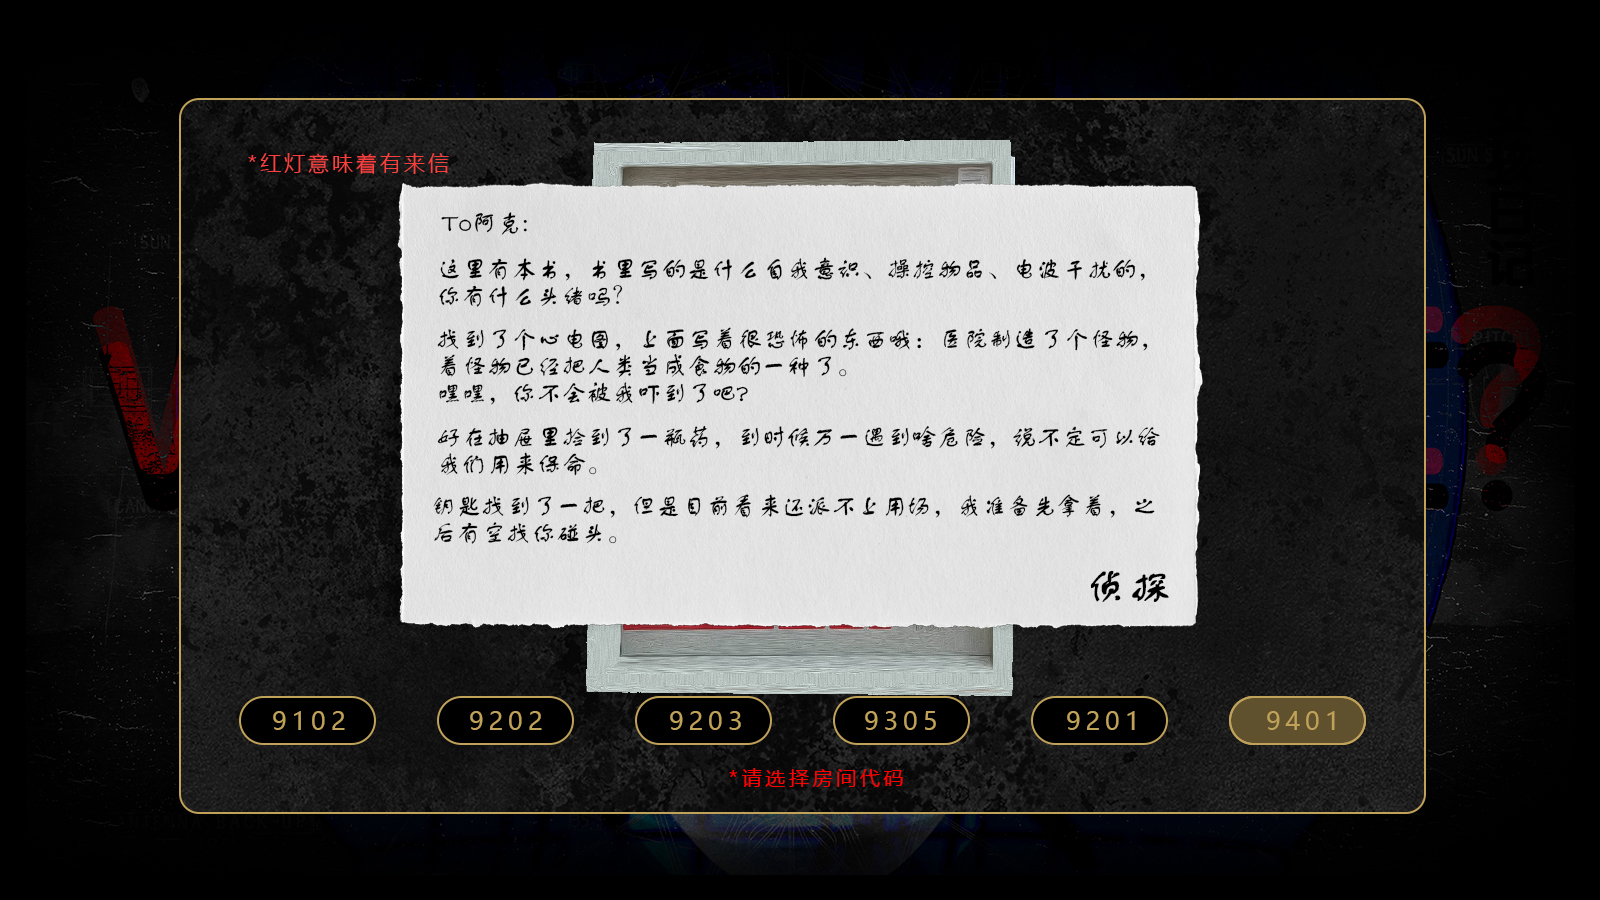 *红灯意味着有来信
To阿克:
这里有本书，书里写的是什么自我意识、操控物品、电波干扰的，
你有什么头绪吗?
找到了个心电图，上面写着很恐怖的东西哦：医院制造了个怪物，
着怪物已经把人类当成食物的一种了。
嘿嘿，你不会被我吓到了吧?
好在抽屉里捡到了一瓶药，到时候万一遇到啥危险，说不定可以给
我们用来保命。
钥匙找到了一把，但是目前看来还派不上用场，我准备先拿着，之
后有空找你碰头。
侦探
9102 9202 9203 9305 9201 9401
*请选择房间代码